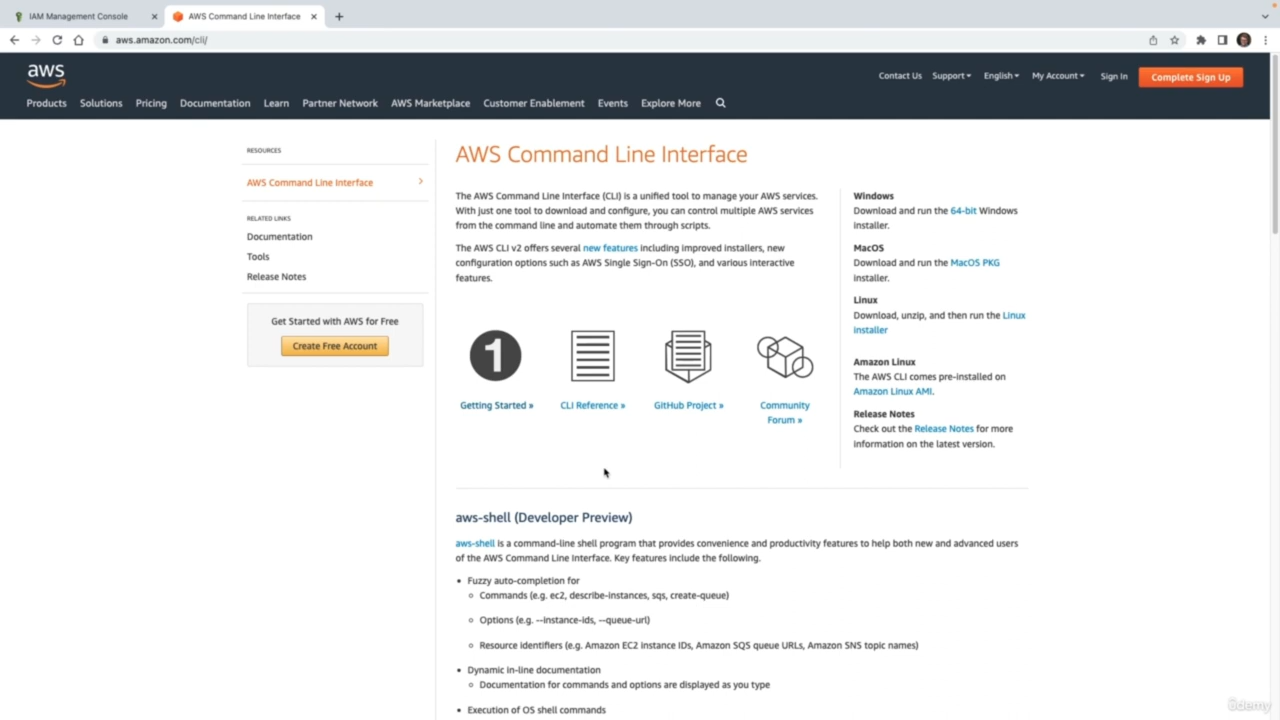 IAM Management Console
AWS Command Line Interface
aws.amazon.com/cli/
aws
Contact Us Support English My Account Sign In Complete Sign Up
Products Solutions Pricing Documentation Learn Partner Network AWS Marketplace Customer Enablement Events Explore More
RESOURCES
AWS Command Line Interface
RELATED LINKS
Documentation
Tools
Release Notes
Get Started with AWS for Free
Create Free Account
AWS Command Line Interface
The AWS Command Line Interface (CLI) is a unified tool to manage your AWS services.
With just one tool to download and configure, you can control multiple AWS services
from the command line and automate them through scripts.
The AWS CLI v2 offers several new features including improved installers, new
configuration options such as AWS Single Sign-On (SSO), and various interactive
features.
1
Getting Started »
CLI Reference »
GitHub Project »
Community
Forum »
Windows
Download and run the 64-bit Windows
installer.
MacOS
Download and run the MacOS PKG
installer.
Linux
Download, unzip, and then run the Linux
installer
Amazon Linux
The AWS CLI comes pre-installed on
Amazon Linux AMI.
Release Notes
Check out the Release Notes for more
information on the latest version.
aws-shell (Developer Preview)
aws-shell is a command-line shell program that provides convenience and productivity features to help both new and advanced users
of the AWS Command Line Interface. Key features include the following.
• Fuzzy auto-completion for
Commands (e.g. ec2, describe-instances, sqs, create-queue)
Options (e.g. --instance-ids, --queue-url)
Resource identifiers (e.g. Amazon EC2 instance IDs, Amazon SQS queue URLs, Amazon SNS topic names)
• Dynamic in-line documentation
Documentation for commands and options are displayed as you type
• Execution of OS shell commands
ûdemy